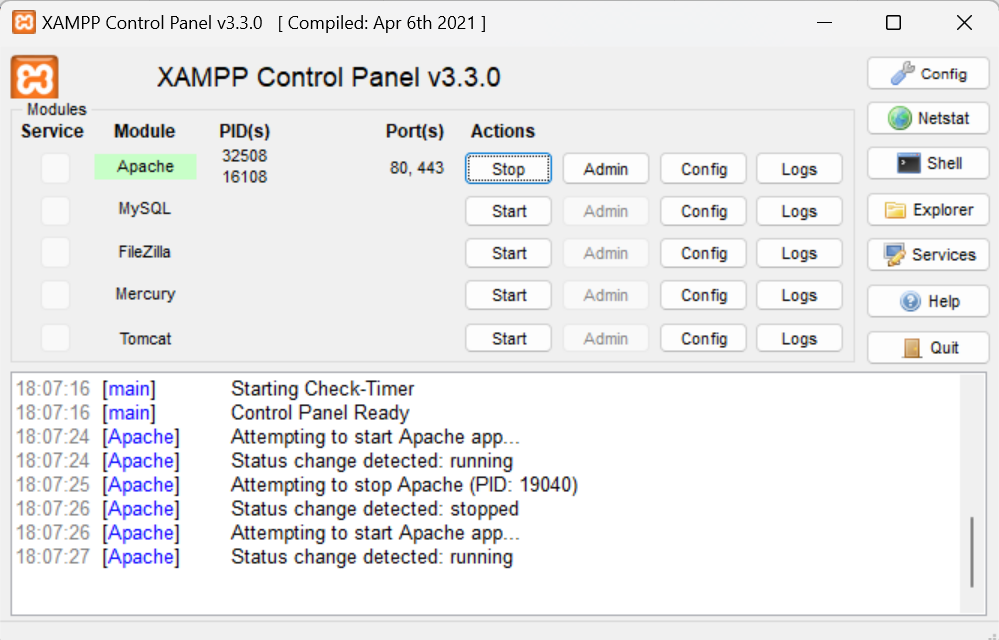 XAMPP Control Panel v3.3.0 [ Compiled: Apr 6th 2021 ]
XAMPP Control Panel v3.3.0
Config
Modules
Service Module PID(s) Port(s) Actions
Netstat
Apache 32508 16108 80, 443 Stop Admin Config Logs
Shell
MySQL Start Admin Config Logs
Explorer
FileZilla Start Admin Config Logs
Services
Mercury Start Admin Config Logs
Help
Tomcat Start Admin Config Logs
Quit
18:07:16 [main] Starting Check-Timer
18:07:16 [main] Control Panel Ready
18:07:24 [Apache] Attempting to start Apache app...
18:07:24 [Apache] Status change detected: running
18:07:25 [Apache] Attempting to stop Apache (PID: 19040)
18:07:26 [Apache] Status change detected: stopped
18:07:26 [Apache] Attempting to start Apache app...
18:07:27 [Apache] Status change detected: running